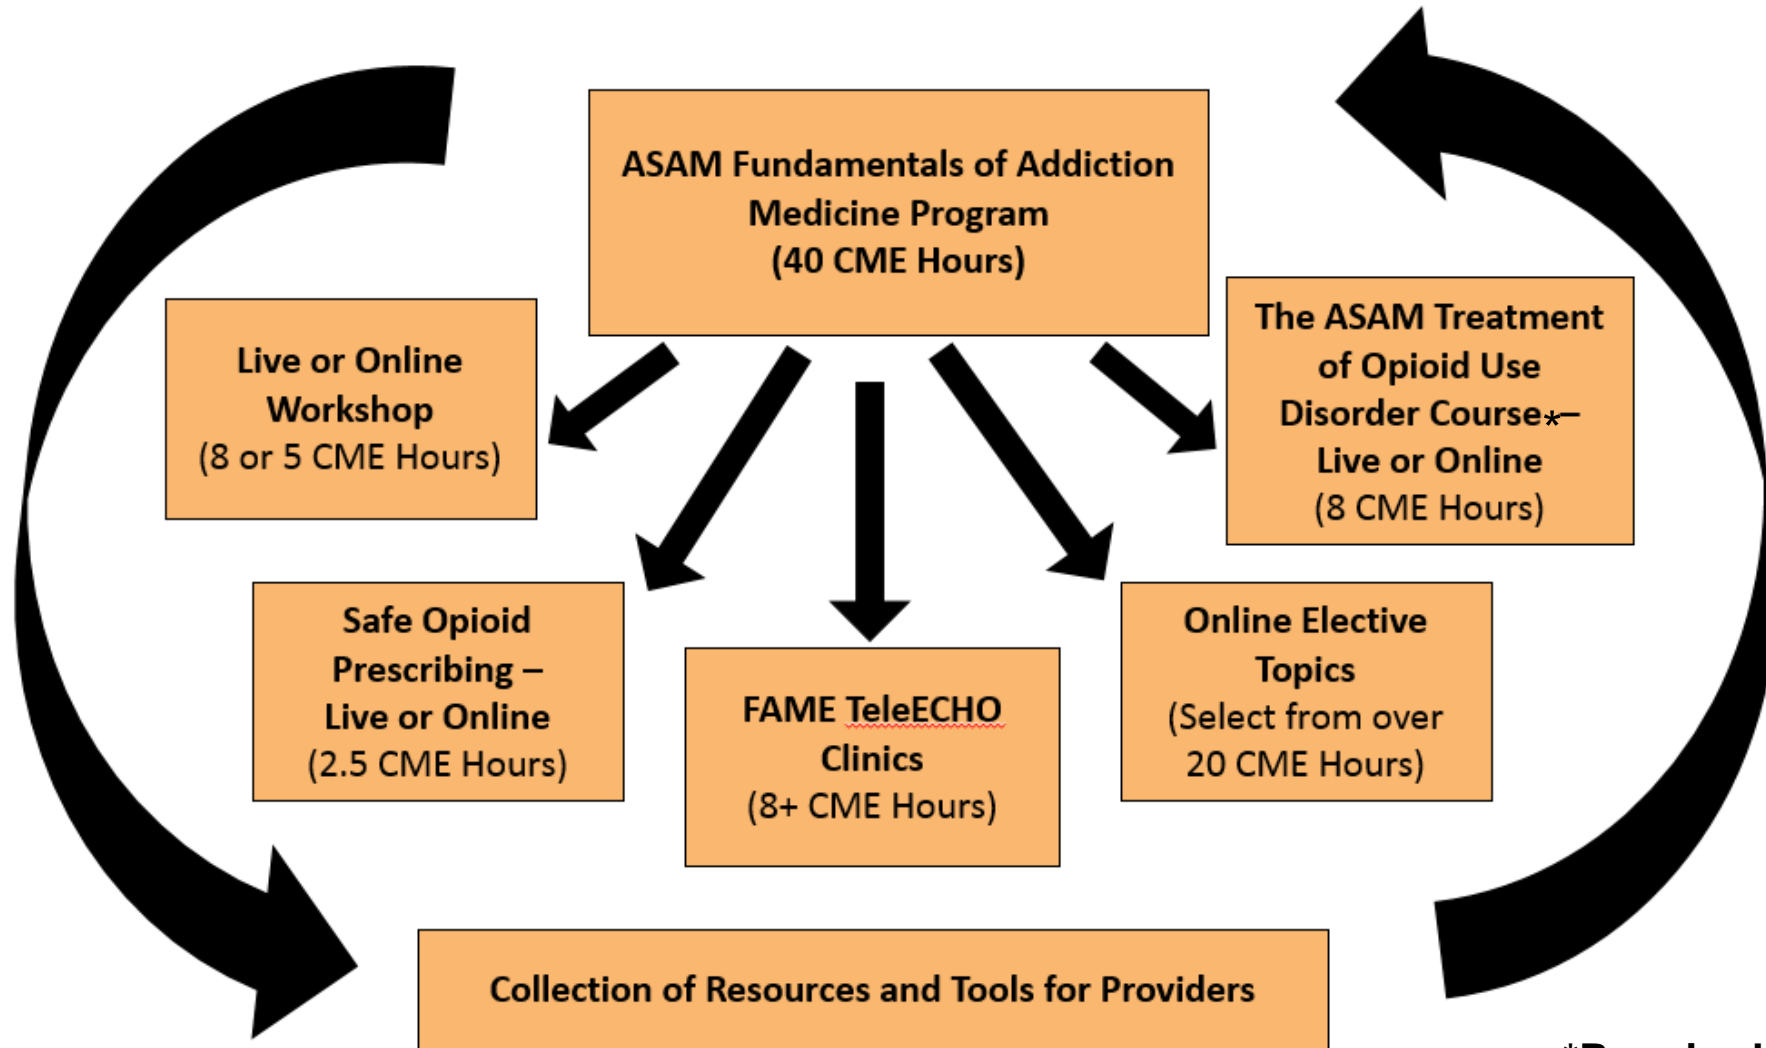 ASAM Fundamentals of Addiction
Medicine Program
(40 CME Hours)
Live or Online
Workshop
(8 or 5 CME Hours)
The ASAM Treatment
of Opioid Use
Disorder Course*–
Live or Online
(8 CME Hours)
Safe Opioid
Prescribing –
Live or Online
(2.5 CME Hours)
FAME TeleECHO
Clinics
(8+ CME Hours)
Online Elective
Topics
(Select from over
20 CME Hours)
Collection of Resources and Tools for Providers